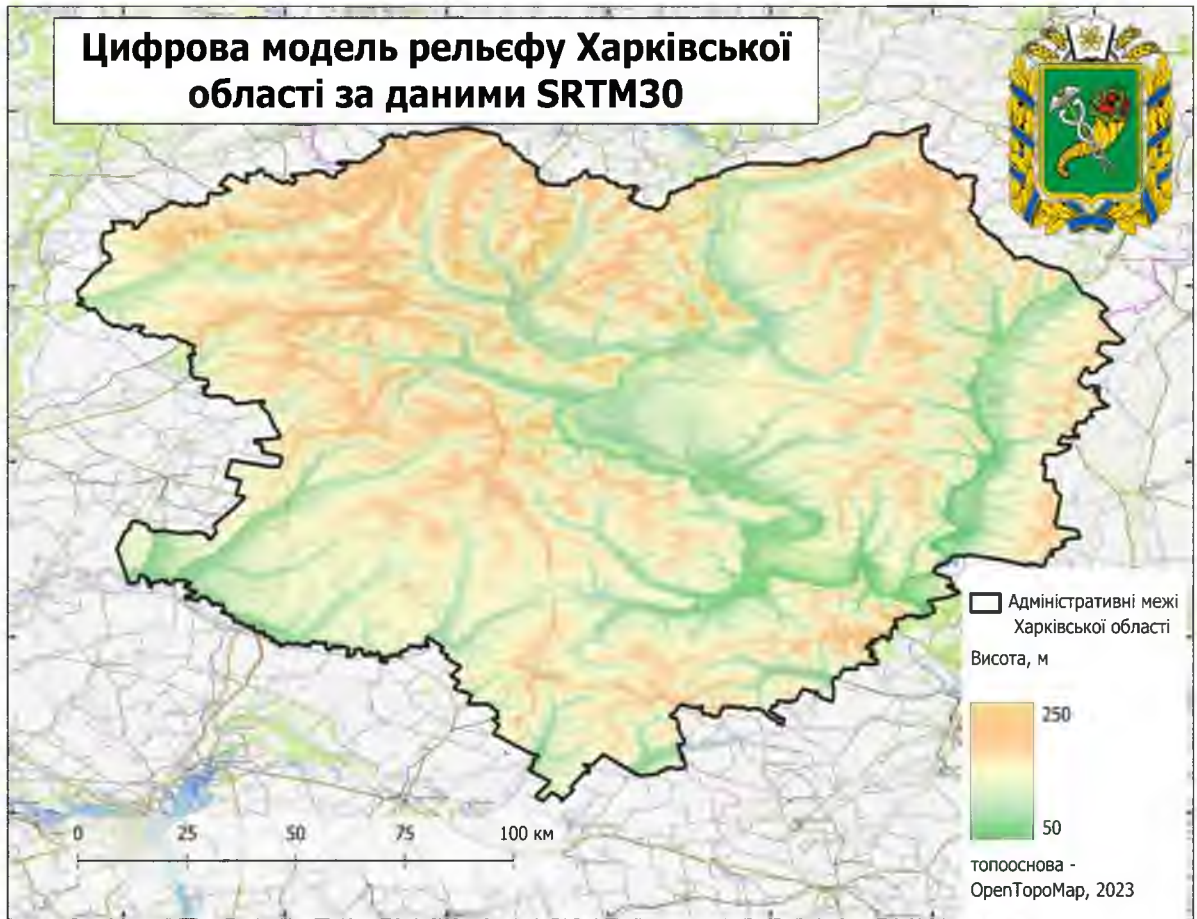 Цифрова модель рельєфу Харківської
області за даними SRTM30
Адміністративні межі
Харківської області
Висота, м
250
50
0 25 50 75 100 км
топооснова -
OpenTopoMap, 2023